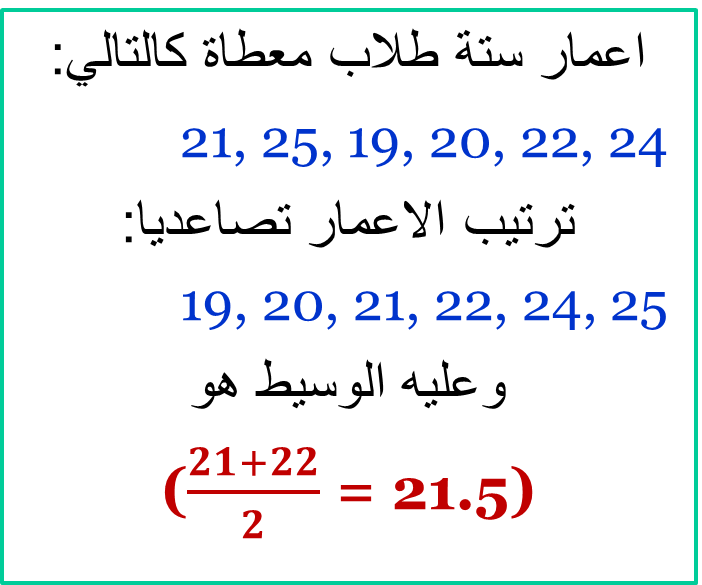 اعمار ستة طلاب معطاة كالتالي:
21, 25, 19, 20, 22, 24
ترتيب الاعمار تصاعديا:
19, 20, 21, 22, 24, 25
وعليه الوسيط هو
(21+22/2 = 21.5)